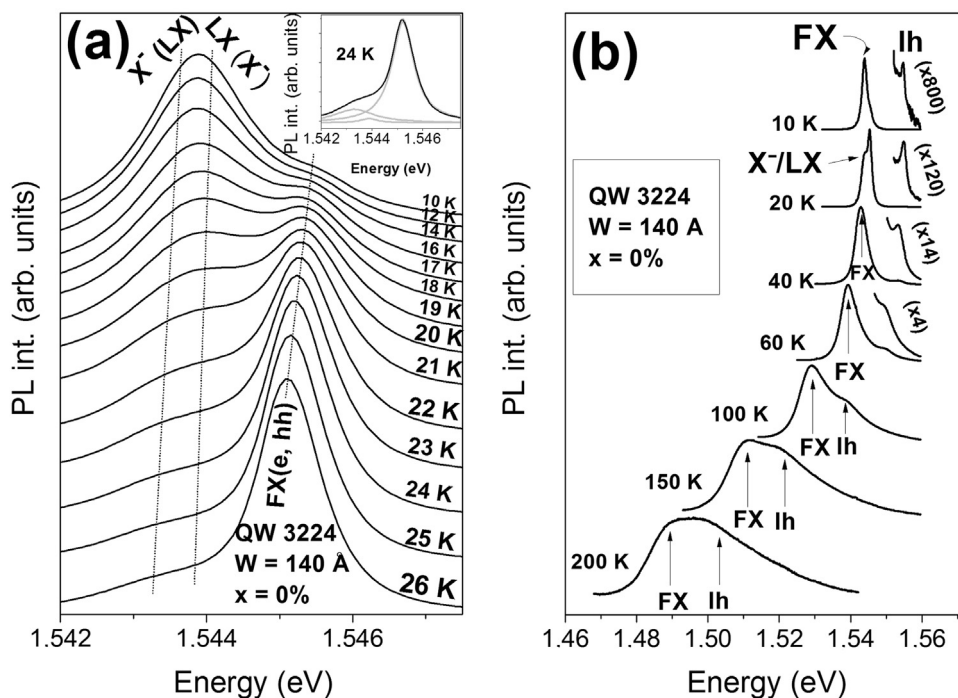 (a)
X- (LX)
LX (X-)
24 K
PL int. (arb. units)
1.542 1.544 1.546
Energy (eV)
PL int. (arb. units)
10 K
12 K
14 K
16 K
17 K
18 K
19 K
20 K
21 K
22 K
23 K
24 K
25 K
26 K
FX(e, hh)
QW 3224
W = 140 Å
x = 0%
1.542 1.544 1.546
Energy (eV)
(b)
FX
lh
(x800)
10 K
X⁻/LX
(x120)
20 K
QW 3224
W = 140 A
x = 0%
(x14)
FX
40 K
(x4)
60 K
FX
100 K
FX lh
150 K
FX lh
200 K
FX lh
PL int. (arb. units)
1.46 1.48 1.50 1.52 1.54 1.56
Energy (eV)